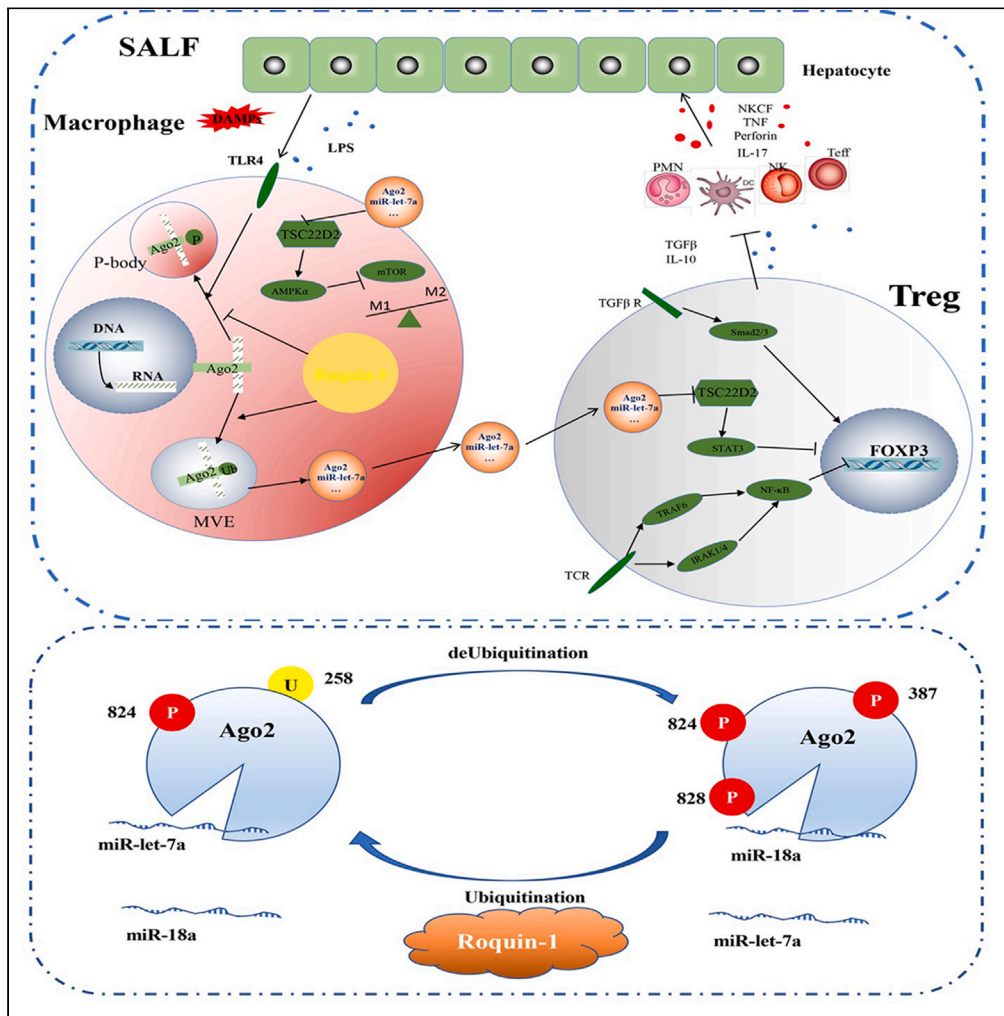 SALF
Hepatocyte
Macrophage
DAMPs
LPS
TLR4
NKCF
TNF
Perforin
IL-17
PMN
DC
NK
Teff
Ago2
miR-let-7a
...
TSC22D2
Ago2
P
P-body
AMPKα
mTOR
M1
M2
TGFβ
IL-10
Treg
TGFβ R
Smad2/3
DNA
RNA
Ago2
Roquin-1
Ago2
miR-let-7a
...
TSC22D2
Ago2
miR-let-7a
...
STAT3
FOXP3
Ago2
Ub
Ago2
miR-let-7a
...
MVE
NF-κB
TRAF6
IRAK1/4
TCR
deUbiquitination
U
258
824
P
Ago2
miR-let-7a
miR-18a
P
387
824
P
Ago2
828
P
miR-18a
miR-let-7a
Ubiquitination
Roquin-1